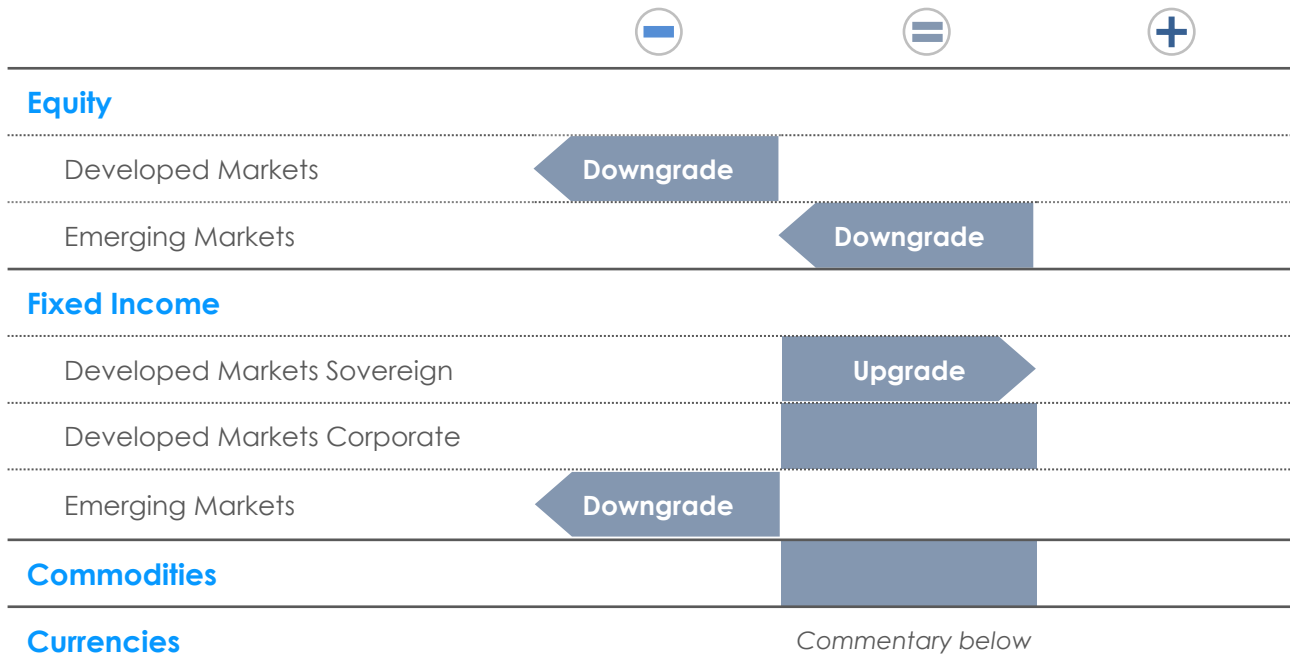 Equity
Developed Markets Downgrade
Emerging Markets Downgrade
Fixed Income
Developed Markets Sovereign Upgrade
Developed Markets Corporate
Emerging Markets Downgrade
Commodities
Currencies Commentary below